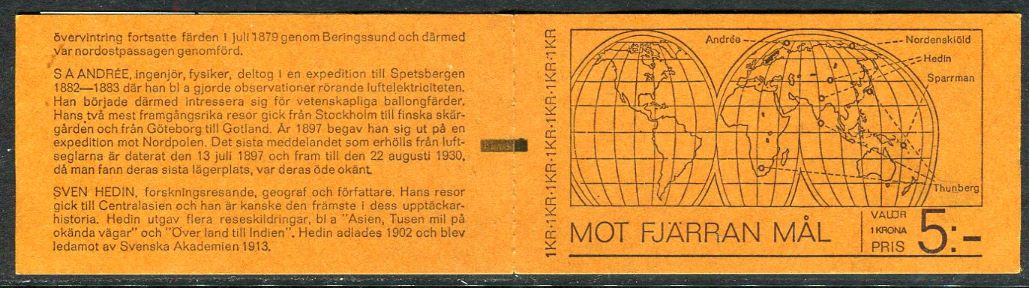 övervintring fortsatte färden 1 juli 1879 genom Beringssund och därmed
var nordostpassagen genomförd.
S A ANDRÉE, ingenjör, fysiker, deltog i en expedition till Spetsbergen
1882—1883 där han bl a gjorde observationer rörande luftelektriciteten.
Han började därmed intressera sig för vetenskapliga ballongfärder.
Hans två mest framgångsrika resor gick från Stockholm till finska skär-
gården och från Göteborg till Gotland. År 1897 begav han sig ut på en
expedition mot Nordpolen. Det sista meddelandet som erhölls från luft-
seglarna är daterat den 13 juli 1897 och fram till den 22 augusti 1930,
då man fann deras sista lägerplats, var deras öde okänt.
SVEN HEDIN, forskningsresande, geograf och författare. Hans resor
gick till Centralasien och han är kanske den främste i dess upptäckar-
historia. Hedin utgav flera reseskildringar, bl a "Asien, Tusen mil på
okända vägar" och "Över land till Indien". Hedin adlades 1902 och blev
ledamot av Svenska Akademien 1913.
1KR·1KR·1KR·1KR·1KR·1KR·1KR
Andrée
Nordenskiöld
Hedin
Sparrman
Thunberg
MOT FJÄRRAN MÅL
VALÖR
1 KRONA
PRIS 5:-